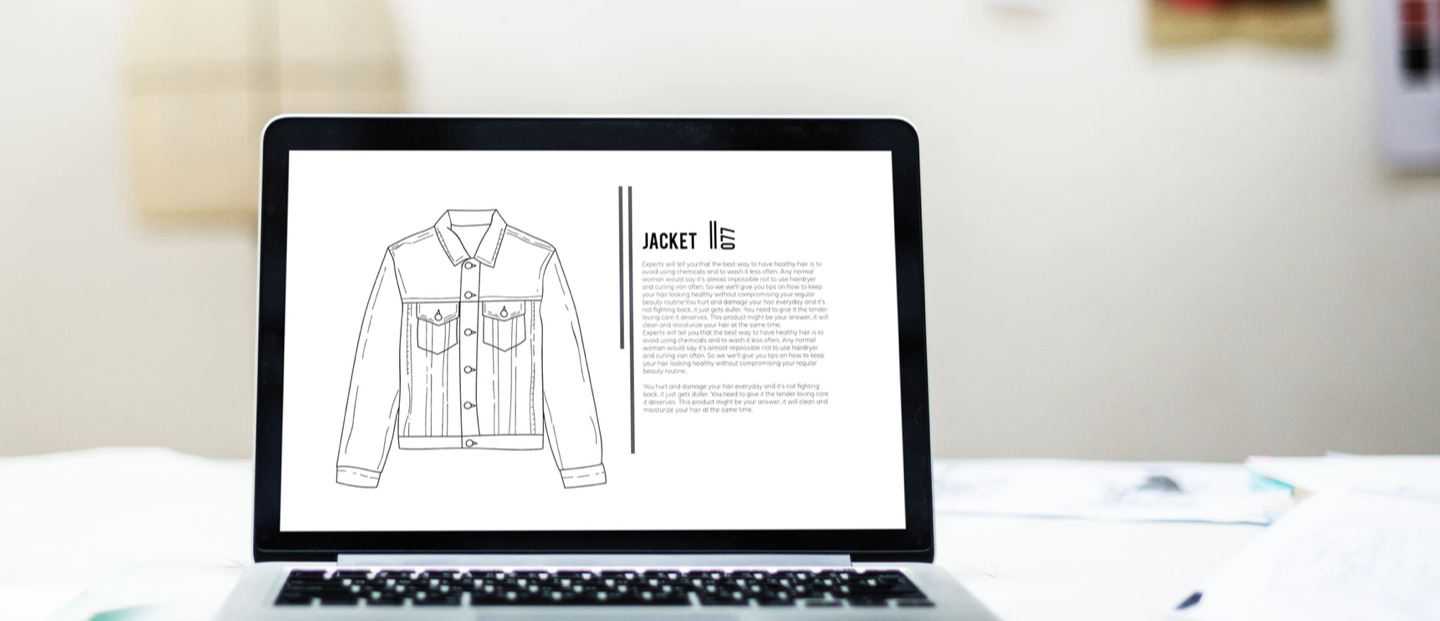 JACKET
077
Experts will tell you that the best way to have healthy hair is to
avoid using chemicals and to wash it less often. Any normal
woman would say it's almost impossible not to use hairdryer
and curling iron often. So we we'll give you tips on how to keep
your hair looking healthy without compromising your regular
beauty routine.You hurt and damage your hair everyday and it's
not fighting back, it just gets duller. You need to give it the tender
loving care it deserves. This product might be your answer, it will
clean and moisturize your hair at the same time.
Experts will tell you that the best way to have healthy hair is to
avoid using chemicals and to wash it less often. Any normal
woman would say it's almost impossible not to use hairdryer
and curling iron often. So we we'll give you tips on how to keep
your hair looking healthy without compromising your regular
beauty routine.
You hurt and damage your hair everyday and it's not fighting
back, it just gets duller. You need to give it the tender loving care
it deserves. This product might be your answer, it will clean and
moisturize your hair at the same time.